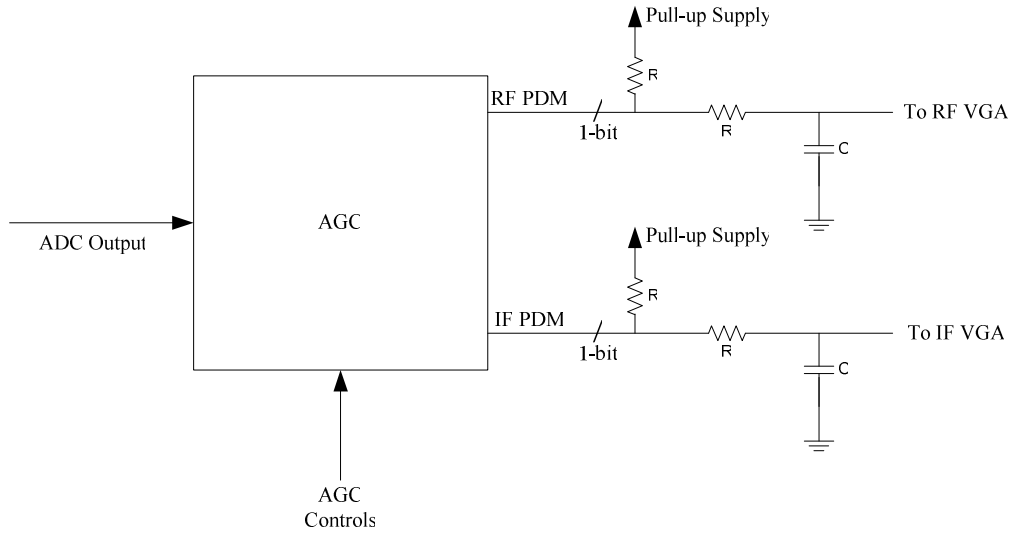 Pull-up Supply
R
RF PDM
1-bit
R
To RF VGA
C
AGC
ADC Output
Pull-up Supply
R
IF PDM
1-bit
R
To IF VGA
C
AGC
Controls